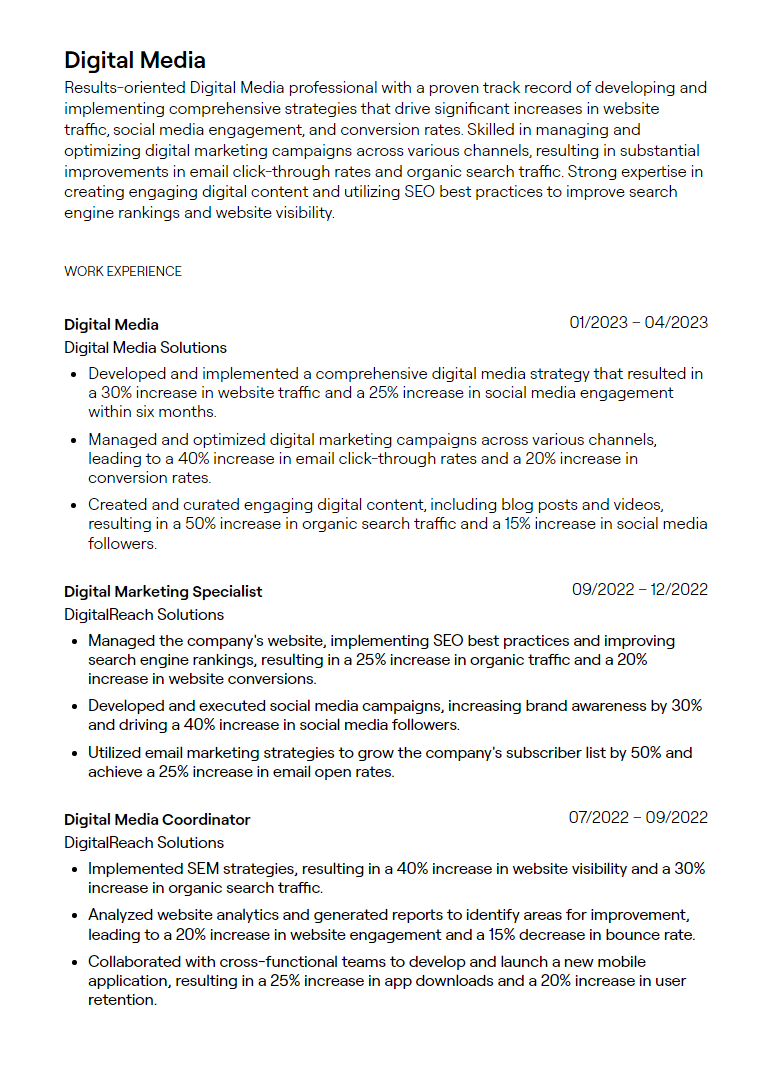 Digital Media
Results-oriented Digital Media professional with a proven track record of developing and
implementing comprehensive strategies that drive significant increases in website
traffic, social media engagement, and conversion rates. Skilled in managing and
optimizing digital marketing campaigns across various channels, resulting in substantial
improvements in email click-through rates and organic search traffic. Strong expertise in
creating engaging digital content and utilizing SEO best practices to improve search
engine rankings and website visibility.
WORK EXPERIENCE
Digital Media 01/2023 – 04/2023
Digital Media Solutions
• Developed and implemented a comprehensive digital media strategy that resulted in
a 30% increase in website traffic and a 25% increase in social media engagement
within six months.
• Managed and optimized digital marketing campaigns across various channels,
leading to a 40% increase in email click-through rates and a 20% increase in
conversion rates.
• Created and curated engaging digital content, including blog posts and videos,
resulting in a 50% increase in organic search traffic and a 15% increase in social media
followers.
Digital Marketing Specialist 09/2022 – 12/2022
DigitalReach Solutions
• Managed the company's website, implementing SEO best practices and improving
search engine rankings, resulting in a 25% increase in organic traffic and a 20%
increase in website conversions.
• Developed and executed social media campaigns, increasing brand awareness by 30%
and driving a 40% increase in social media followers.
• Utilized email marketing strategies to grow the company's subscriber list by 50% and
achieve a 25% increase in email open rates.
Digital Media Coordinator 07/2022 – 09/2022
DigitalReach Solutions
• Implemented SEM strategies, resulting in a 40% increase in website visibility and a 30%
increase in organic search traffic.
• Analyzed website analytics and generated reports to identify areas for improvement,
leading to a 20% increase in website engagement and a 15% decrease in bounce rate.
• Collaborated with cross-functional teams to develop and launch a new mobile
application, resulting in a 25% increase in app downloads and a 20% increase in user
retention.